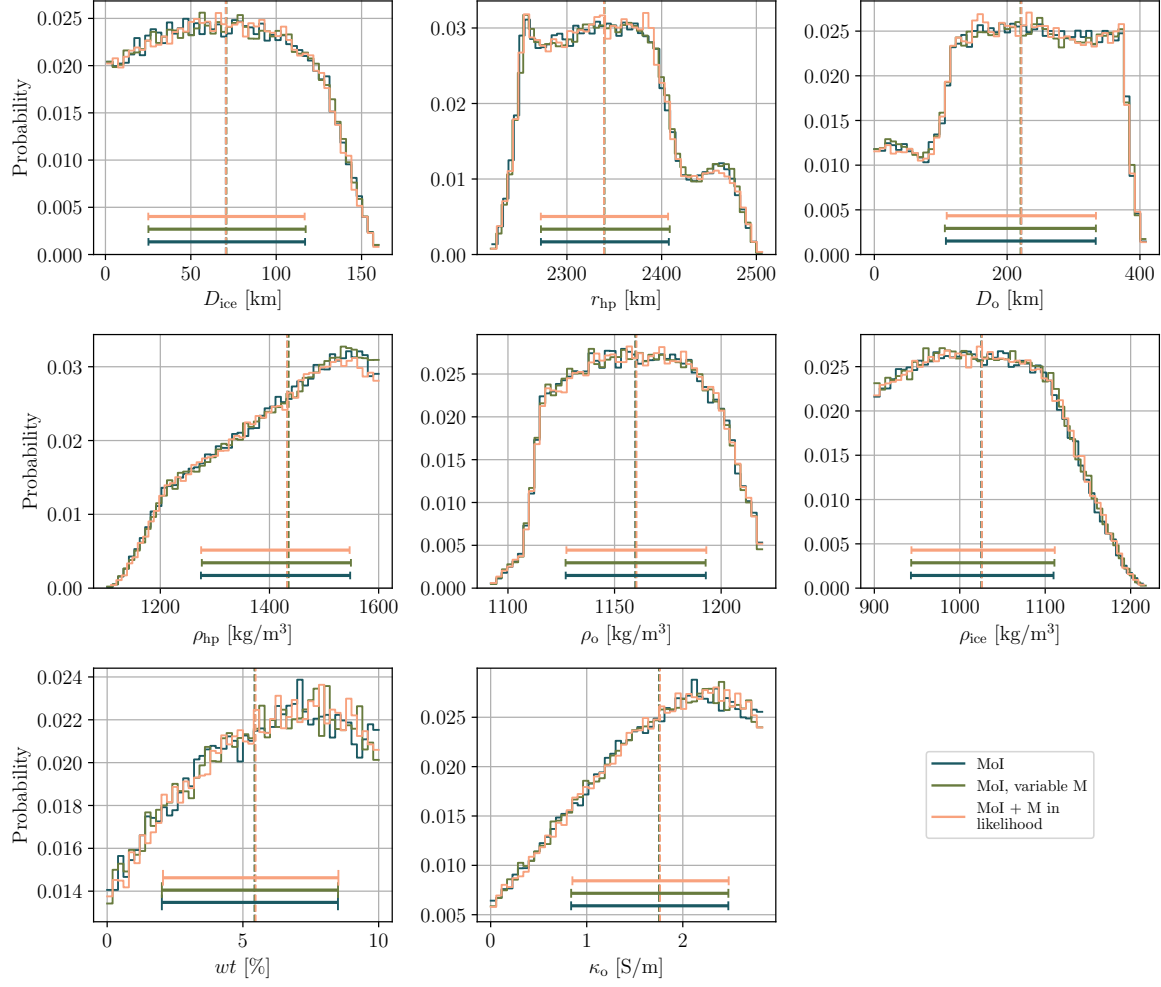 0.025
0.020
0.015
0.010
0.005
0.000
Probability
0 50 100 150
D_ice [km]
0.03
0.02
0.01
0.00
2300 2400 2500
r_hp [km]
0.025
0.020
0.015
0.010
0.005
0.000
0 200 400
D_o [km]
0.03
0.02
0.01
0.00
Probability
1200 1400 1600
ρ_hp [kg/m³]
0.025
0.020
0.015
0.010
0.005
0.000
1100 1150 1200
ρ_o [kg/m³]
0.025
0.020
0.015
0.010
0.005
0.000
900 1000 1100 1200
ρ_ice [kg/m³]
0.024
0.022
0.020
0.018
0.016
0.014
Probability
0 5 10
wt [%]
0.025
0.020
0.015
0.010
0.005
0 1 2
κ_o [S/m]
MoI
MoI, variable M
MoI + M in
likelihood